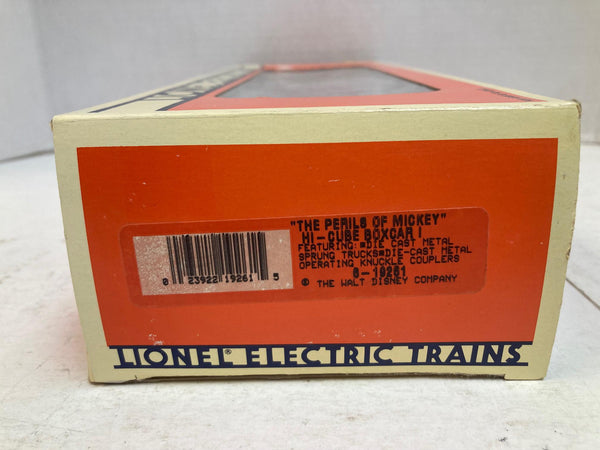 "THE PERILS OF MICKEY"
HI-CUBE BOXCAR I
FEATURING:■DIE CAST METAL
SPRUNG TRUCKS■DIE-CAST METAL
OPERATING KNUCKLE COUPLERS
6-19261
© THE WALT DISNEY COMPANY
0 23922 19261 5
LIONEL® ELECTRIC TRAINS